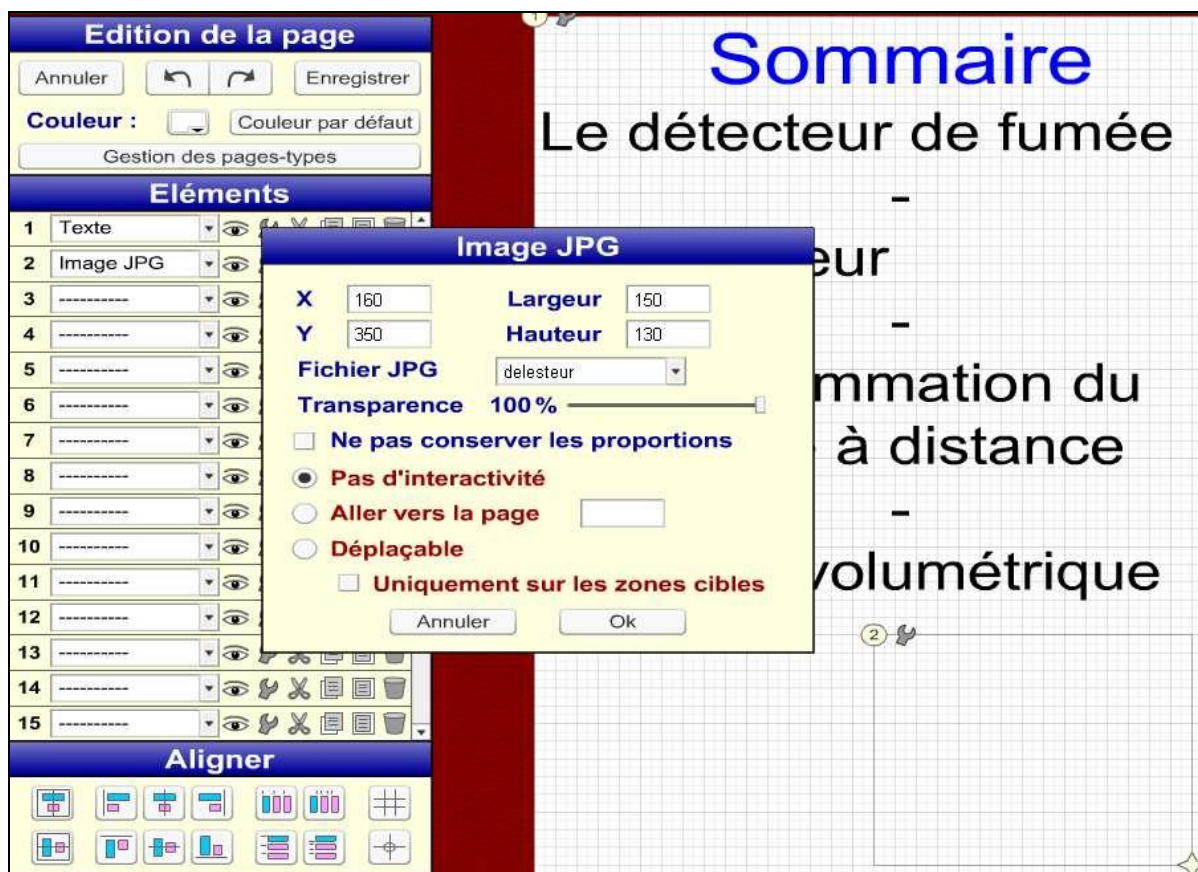 Edition de la page
Annuler
Enregistrer
Couleur :
Couleur par défaut
Gestion des pages-types
Eléments
1 Texte
2 Image JPG
3 ----------
4 ----------
5 ----------
6 ----------
7 ----------
8 ----------
9 ----------
10 ----------
11 ----------
12 ----------
13 ----------
14 ----------
15 ----------
Aligner
Image JPG
X 160 Largeur 150
Y 350 Hauteur 130
Fichier JPG delesteur
Transparence 100 %
Ne pas conserver les proportions
Pas d'interactivité
Aller vers la page
Déplaçable
Uniquement sur les zones cibles
Annuler Ok
1
Sommaire
Le détecteur de fumée
-
eur
-
mmation du
à distance
-
volumétrique
2